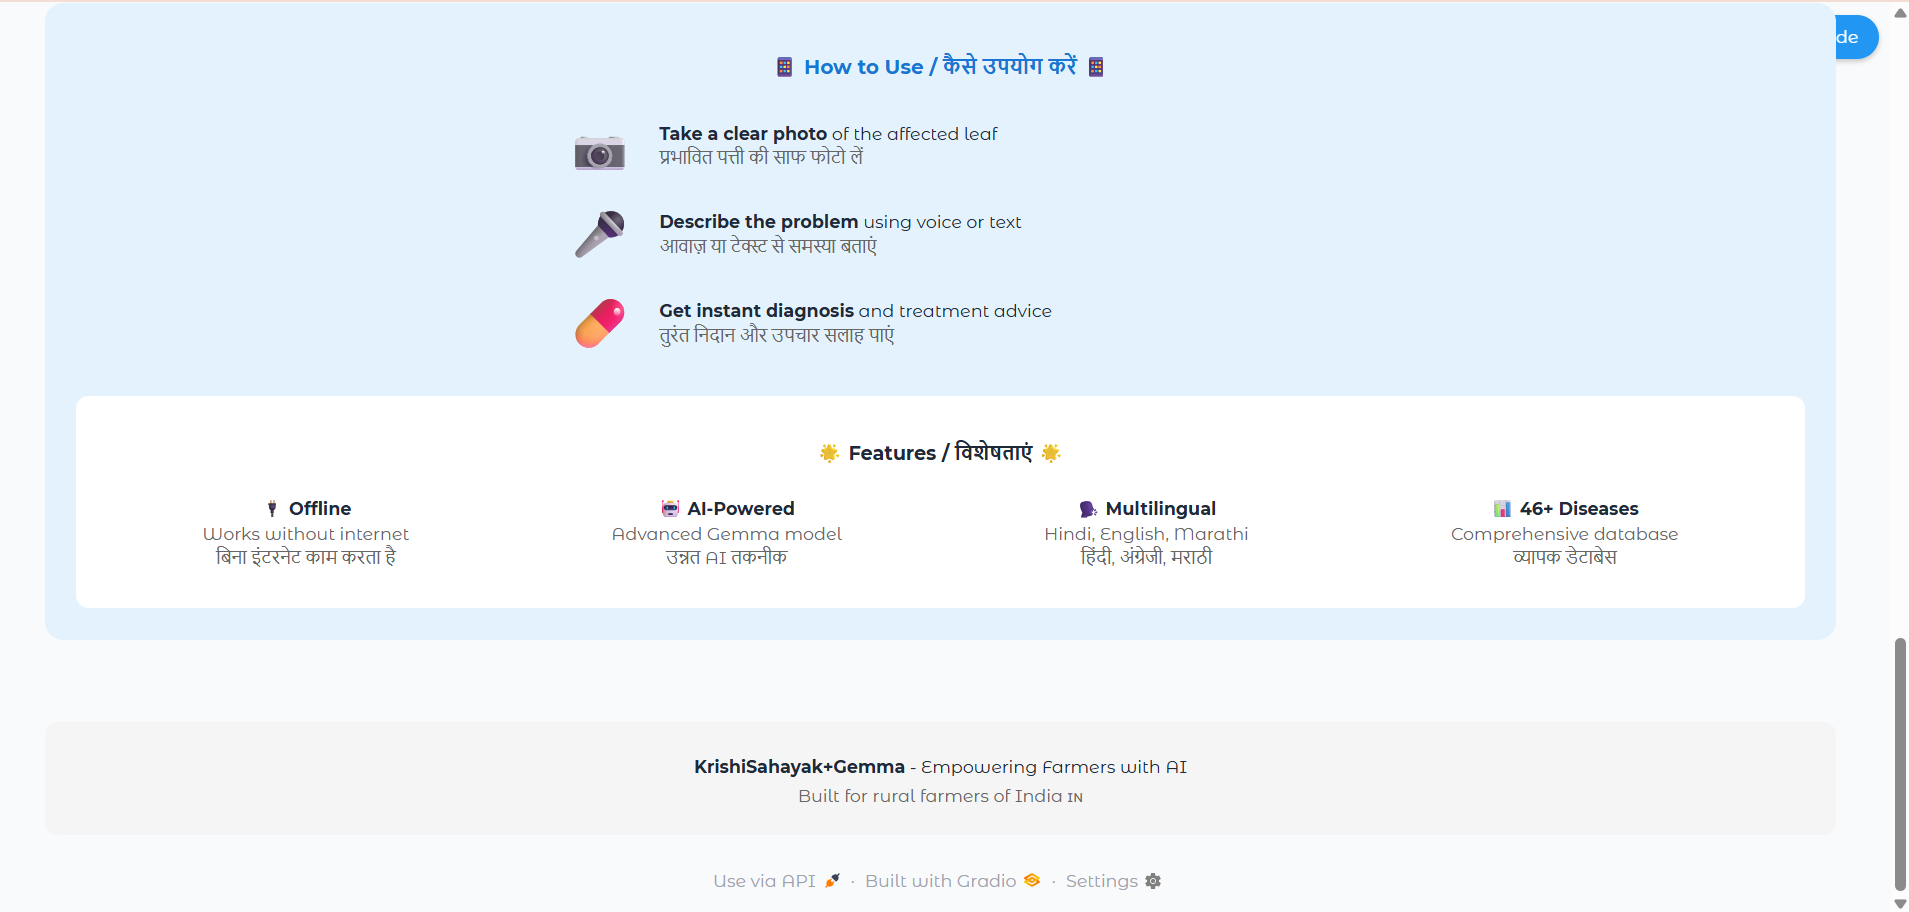 How to Use / कैसे उपयोग करें
de
Take a clear photo of the affected leaf
प्रभावित पत्ती की साफ फोटो लें
Describe the problem using voice or text
आवाज़ या टेक्स्ट से समस्या बताएं
Get instant diagnosis and treatment advice
तुरंत निदान और उपचार सलाह पाएं
Features / विशेषताएं
Offline
Works without internet
बिना इंटरनेट काम करता है
AI-Powered
Advanced Gemma model
उन्नत AI तकनीक
Multilingual
Hindi, English, Marathi
हिंदी, अंग्रेजी, मराठी
46+ Diseases
Comprehensive database
व्यापक डेटाबेस
KrishiSahayak+Gemma - Empowering Farmers with AI
Built for rural farmers of India IN
Use via API · Built with Gradio · Settings